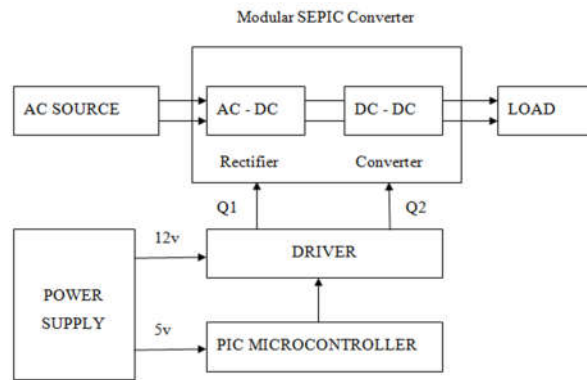 Modular SEPIC Converter
AC SOURCE
AC - DC
DC - DC
LOAD
Rectifier
Converter
Q1
Q2
12v
DRIVER
POWER
SUPPLY
5v
PIC MICROCONTROLLER